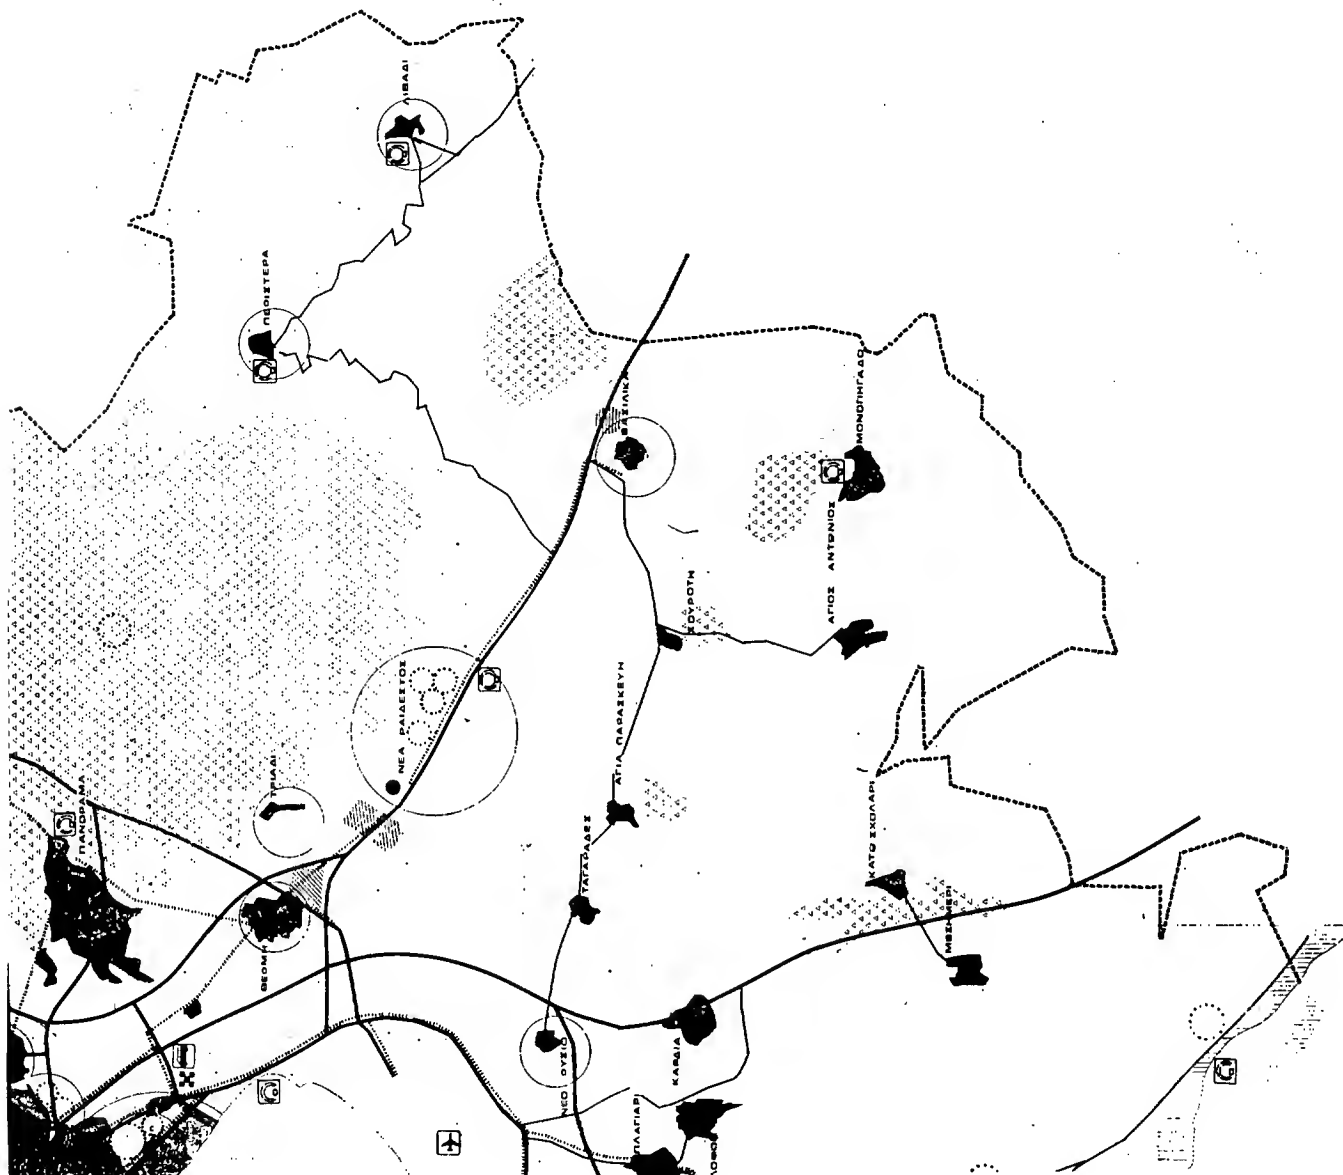 ΛΙΒΑΔΙ
ΠΕΡΙΣΤΕΡΑ
ΒΑΣΙΛΙΚΑ
ΜΟΝΟΠΗΓΑΔΟ
ΑΓΙΟΣ ΑΝΤΩΝΙΟΣ
ΣΟΥΡΩΤΗ
ΝΕΑ ΡΑΙΔΕΣΤΟΣ
ΑΓΙΑ ΠΑΡΑΣΚΕΥΗ
ΤΡΙΑΔΙ
ΠΑΝΟΡΑΜΑ
ΤΑΓΑΡΑΔΕΣ
ΚΑΤΩ ΣΧΟΛΑΡΙ
ΜΕΣΗΜΕΡΙ
ΘΕΡΜΗ
ΝΕΟ ΡΥΣΙΟ
ΚΑΡΔΙΑ
ΠΛΑΓΙΑΡΙ